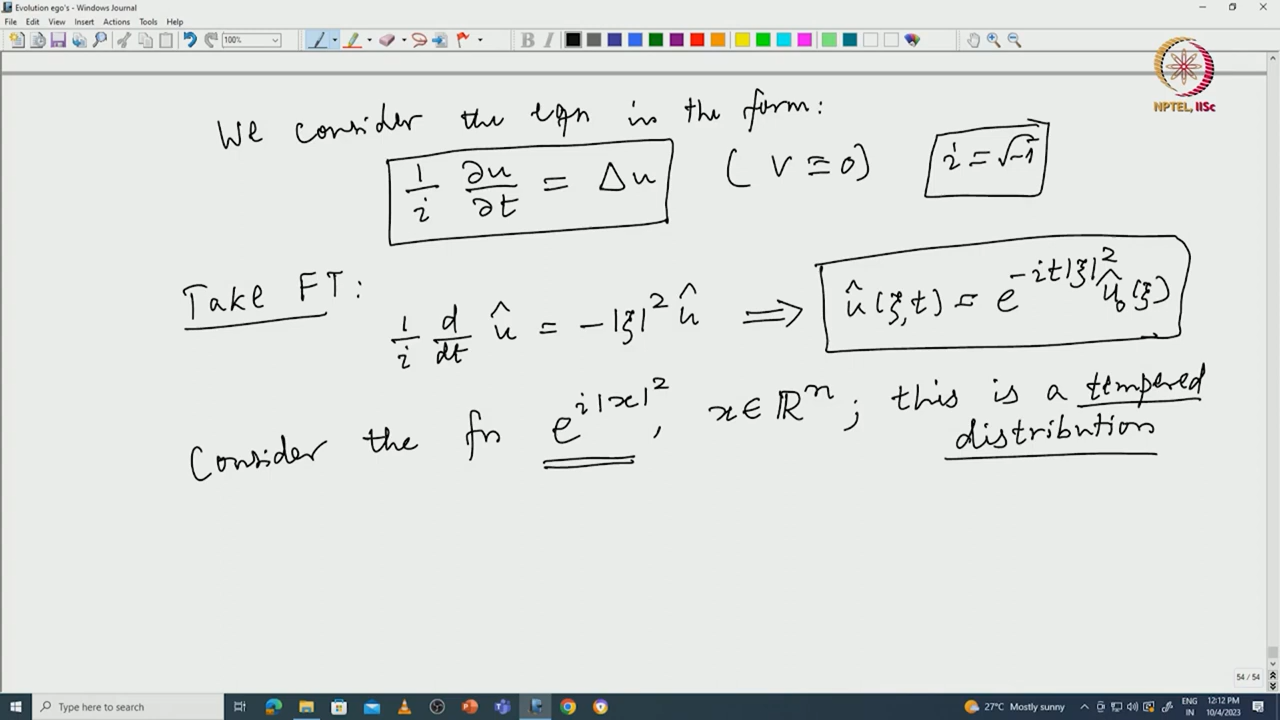 Evolution eqo's - Windows Journal
File Edit View Insert Actions Tools Help
100%
B I
NPTEL, IISc
We consider the eqn in the form:
1/i ∂u/∂t = Δu (V ≡ 0) i = √-1
Take FT:
1/i d/dt û = -|ξ|² û ⟹ û(ξ,t) = e^{-it|ξ|²} û₀(ξ)
Consider the fn e^{i|x|²}, x ∈ ℝⁿ; this is a tempered
distribution
54 / 54
Type here to search
27°C Mostly sunny
ENG
IN
12:12 PM
10/4/2023